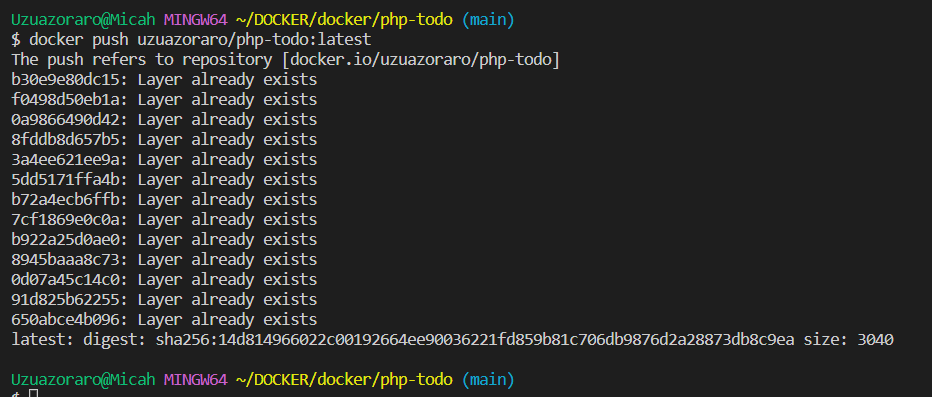 Uzuazoraro@Micah MINGW64 ~/DOCKER/docker/php-todo (main)
$ docker push uzuazoraro/php-todo:latest
The push refers to repository [docker.io/uzuazoraro/php-todo]
b30e9e80dc15: Layer already exists
f0498d50eb1a: Layer already exists
0a9866490d42: Layer already exists
8fddb8d657b5: Layer already exists
3a4ee621ee9a: Layer already exists
5dd5171ffa4b: Layer already exists
b72a4ecb6ffb: Layer already exists
7cf1869e0c0a: Layer already exists
b922a25d0ae0: Layer already exists
8945baaa8c73: Layer already exists
0d07a45c14c0: Layer already exists
91d825b62255: Layer already exists
650abce4b096: Layer already exists
latest: digest: sha256:14d814966022c00192664ee90036221fd859b81c706db9876d2a28873db8c9ea size: 3040
Uzuazoraro@Micah MINGW64 ~/DOCKER/docker/php-todo (main)
$